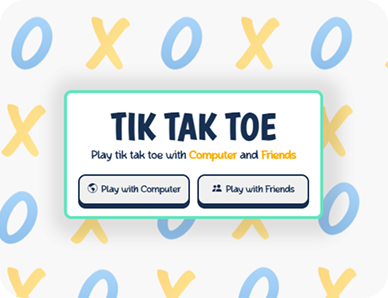 TIK TAK TOE
Play tik tak toe with Computer and Friends
Play with Computer
Play with Friends